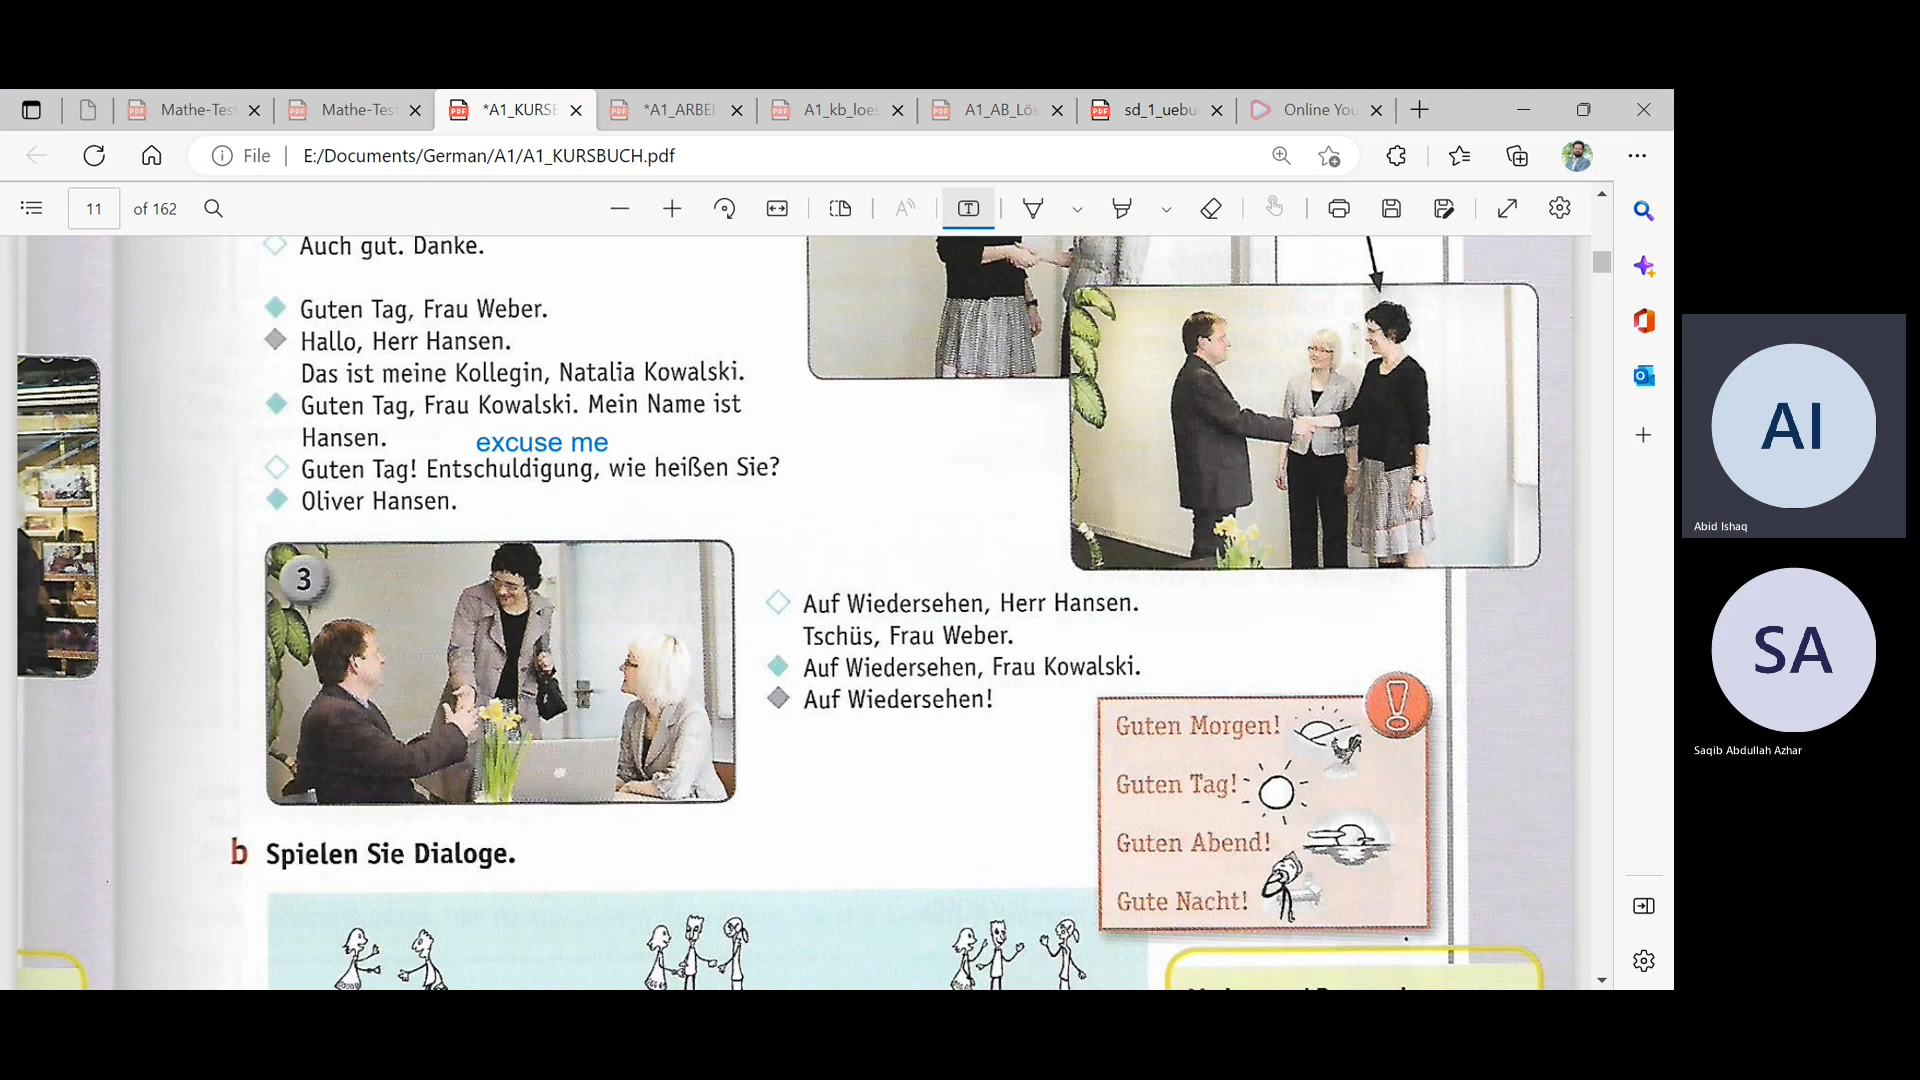 Mathe-Tes
Mathe-Tes
*A1_KURSB
*A1_ARBEI
A1_kb_loes
A1_AB_Lös
sd_1_uebu
Online You
File
E:/Documents/German/A1/A1_KURSBUCH.pdf
11 of 162
Auch gut. Danke.
Guten Tag, Frau Weber.
Hallo, Herr Hansen.
Das ist meine Kollegin, Natalia Kowalski.
Guten Tag, Frau Kowalski. Mein Name ist
Hansen.
excuse me
Guten Tag! Entschuldigung, wie heißen Sie?
Oliver Hansen.
3
Auf Wiedersehen, Herr Hansen.
Tschüs, Frau Weber.
Auf Wiedersehen, Frau Kowalski.
Auf Wiedersehen!
Guten Morgen!
Guten Tag!
Guten Abend!
Gute Nacht!
b Spielen Sie Dialoge.
AI
Abid Ishaq
SA
Saqib Abdullah Azhar